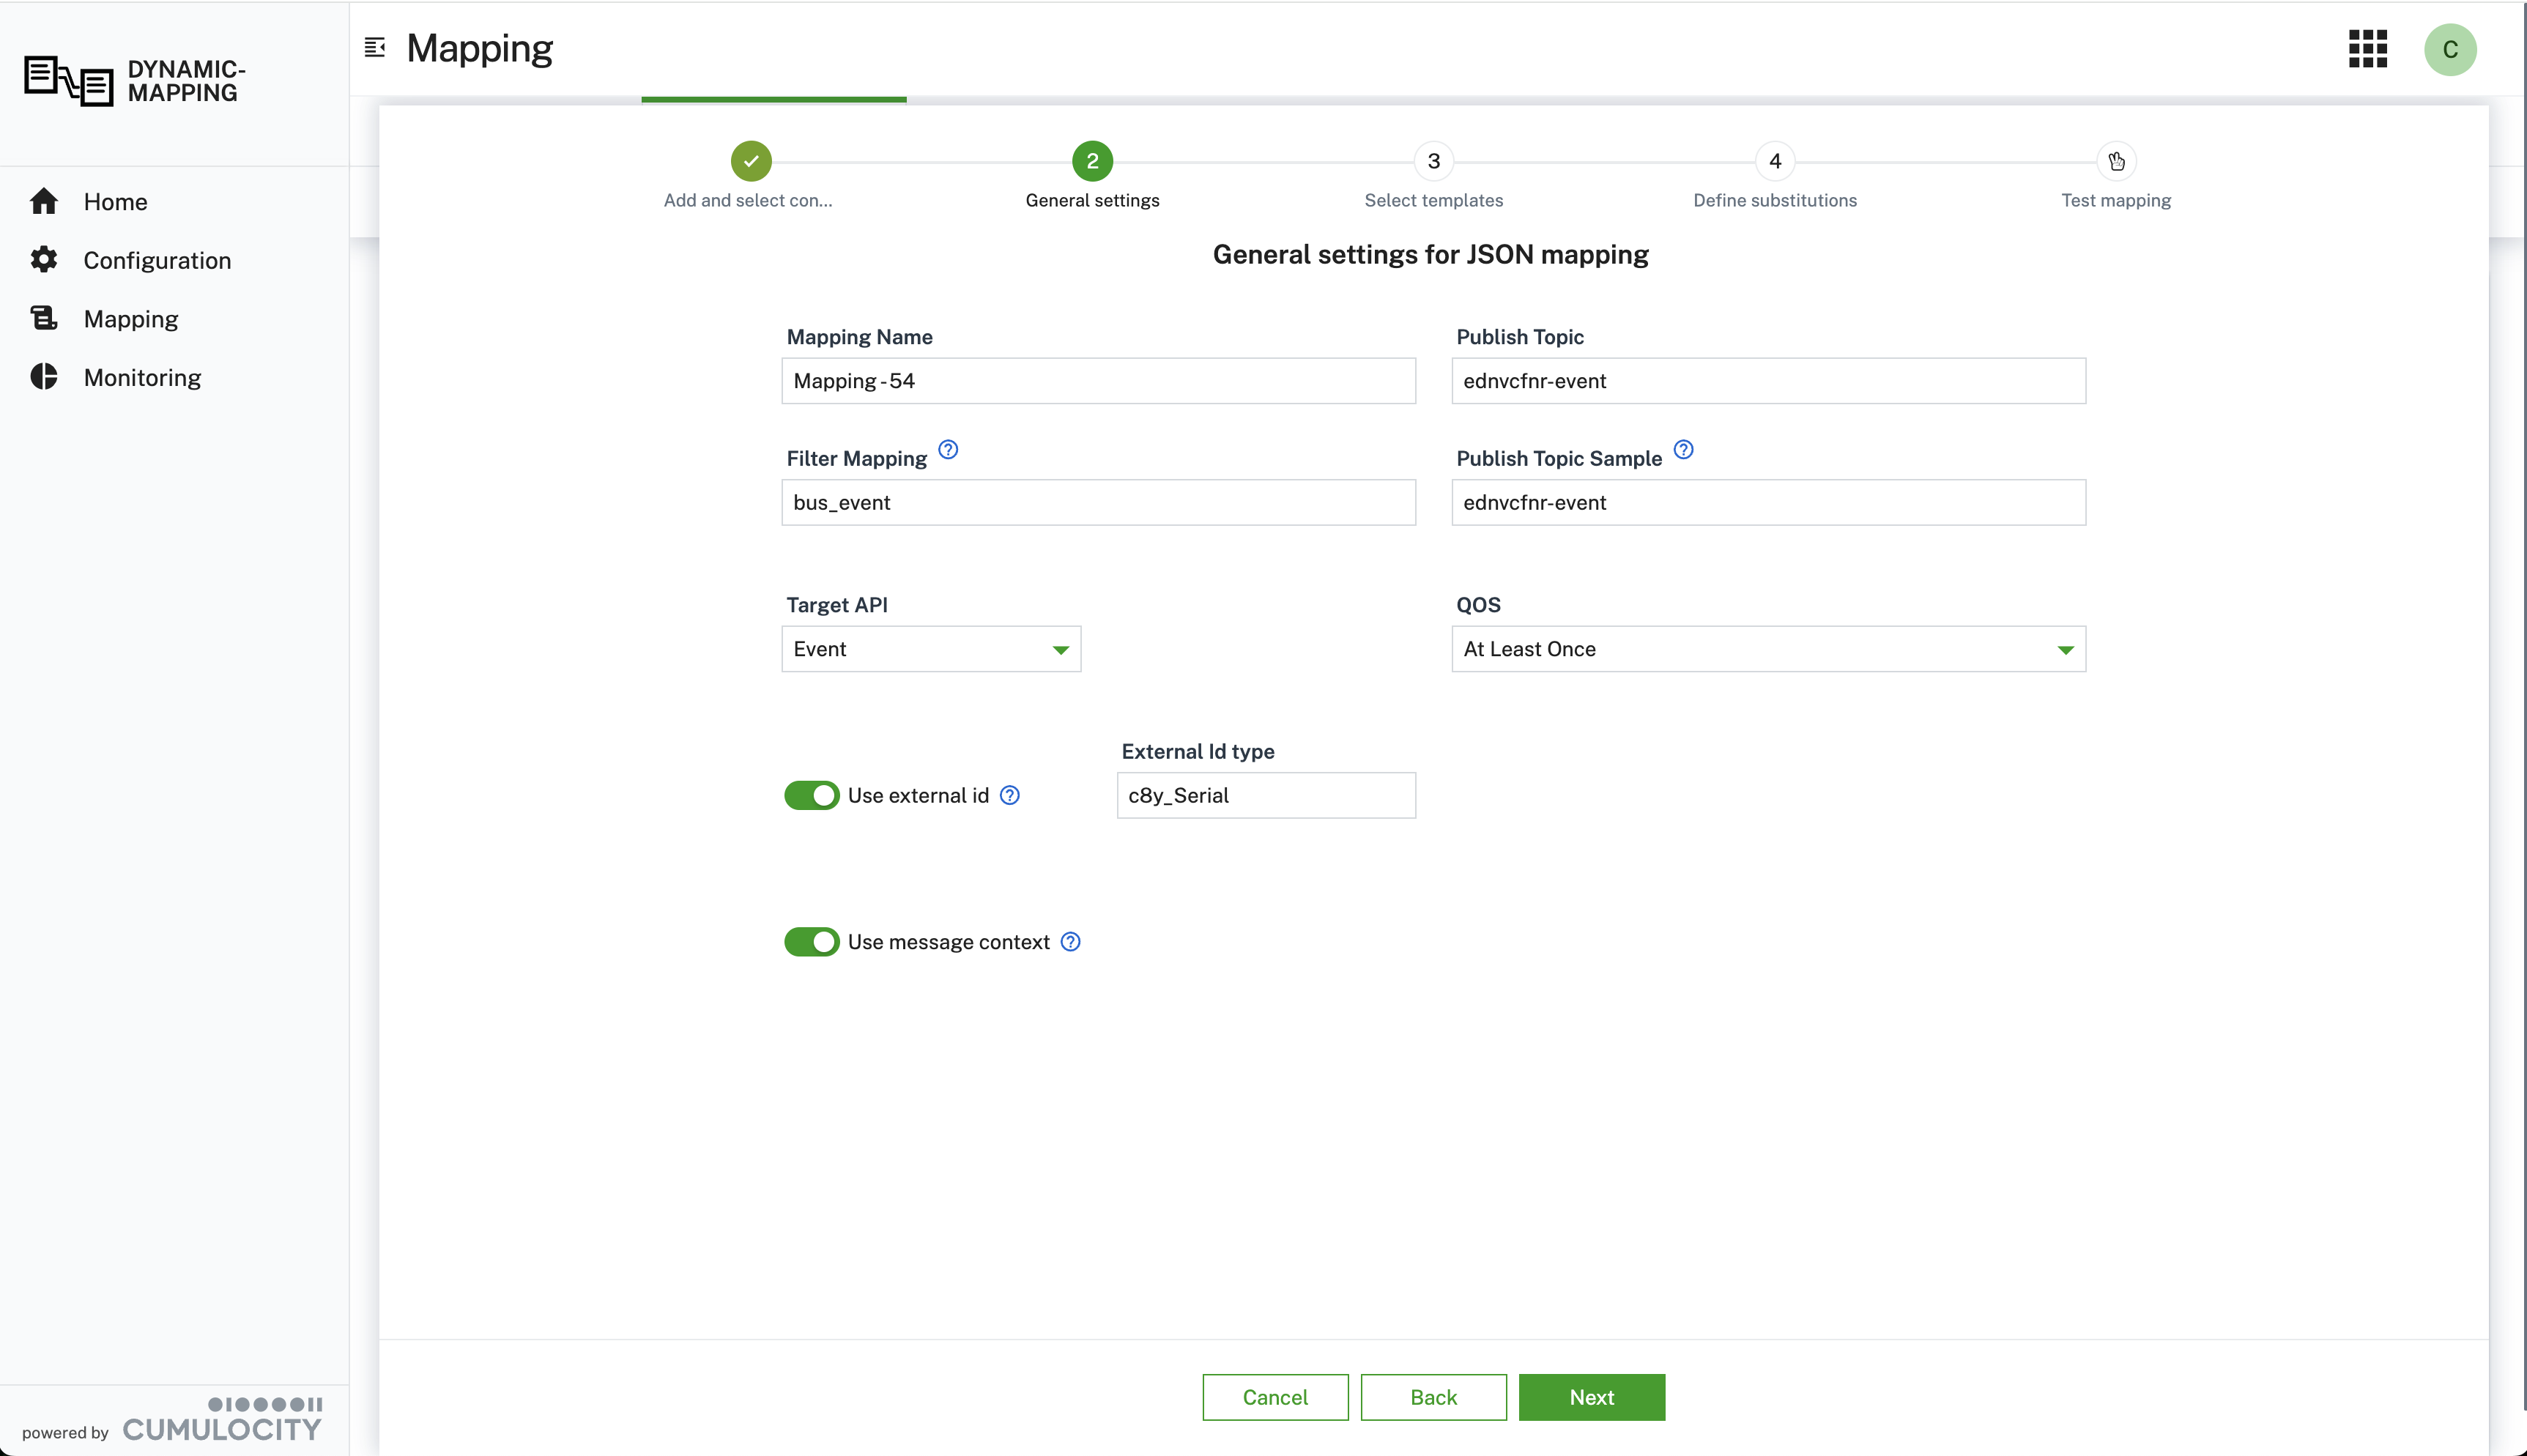 DYNAMIC-
MAPPING
Mapping
C
Home
Configuration
Mapping
Monitoring
2
3
4
Add and select con...
General settings
Select templates
Define substitutions
Test mapping
General settings for JSON mapping
Mapping Name
Publish Topic
Mapping - 54
ednvcfnr-event
Filter Mapping ?
Publish Topic Sample ?
bus_event
ednvcfnr-event
Target API
QOS
Event
At Least Once
External Id type
Use external id ?
c8y_Serial
Use message context ?
Cancel
Back
Next
powered by CUMULOCITY